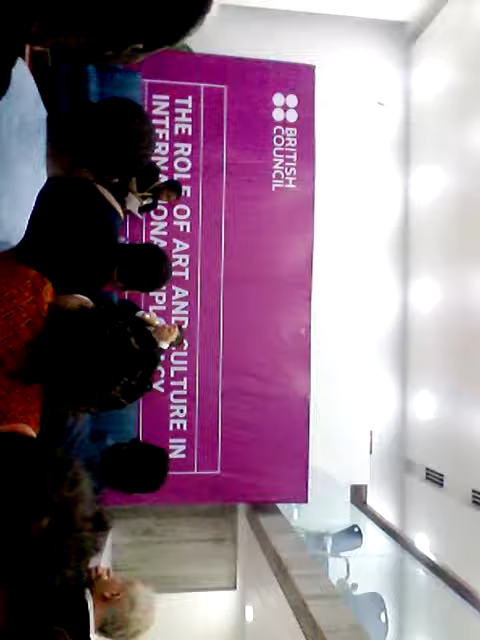 BRITISH
COUNCIL
THE ROLE OF ART AND CULTURE IN